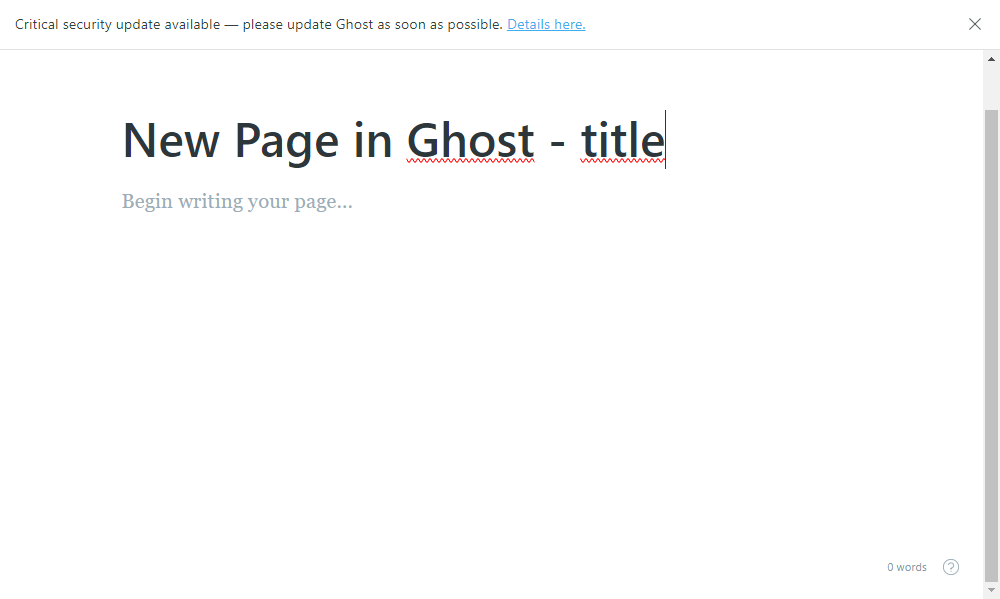 Critical security update available — please update Ghost as soon as possible. Details here.
New Page in Ghost - title
Begin writing your page...
0 words
?